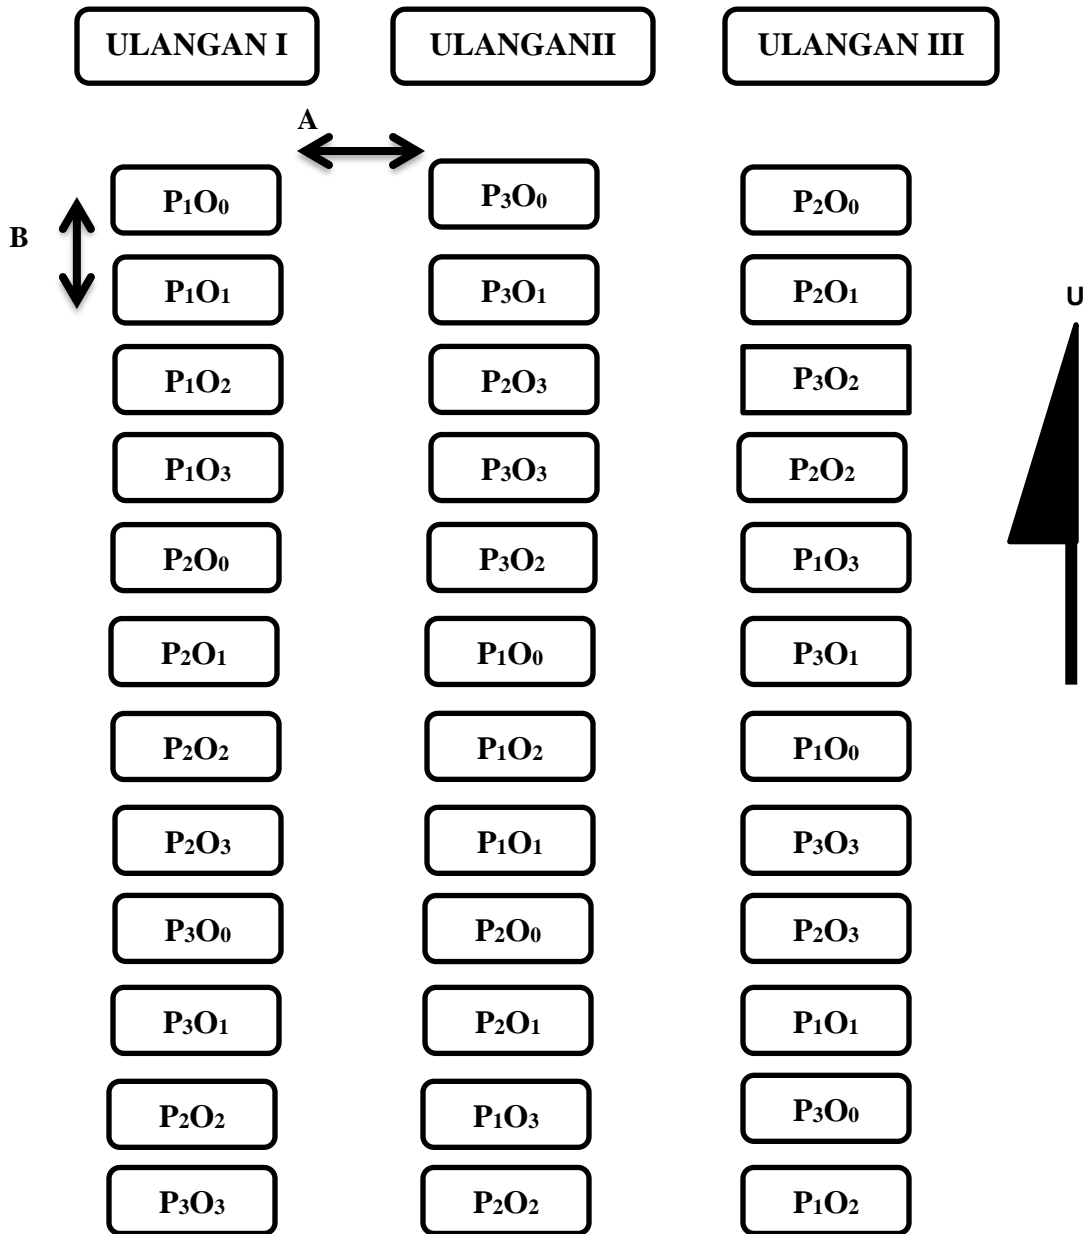 ULANGAN I ULANGANII ULANGAN III
A
P₁O₀ P₃O₀ P₂O₀
B
P₁O₁ P₃O₁ P₂O₁
U
P₁O₂ P₂O₃ P₃O₂
P₁O₃ P₃O₃ P₂O₂
P₂O₀ P₃O₂ P₁O₃
P₂O₁ P₁O₀ P₃O₁
P₂O₂ P₁O₂ P₁O₀
P₂O₃ P₁O₁ P₃O₃
P₃O₀ P₂O₀ P₂O₃
P₃O₁ P₂O₁ P₁O₁
P₂O₂ P₁O₃ P₃O₀
P₃O₃ P₂O₂ P₁O₂